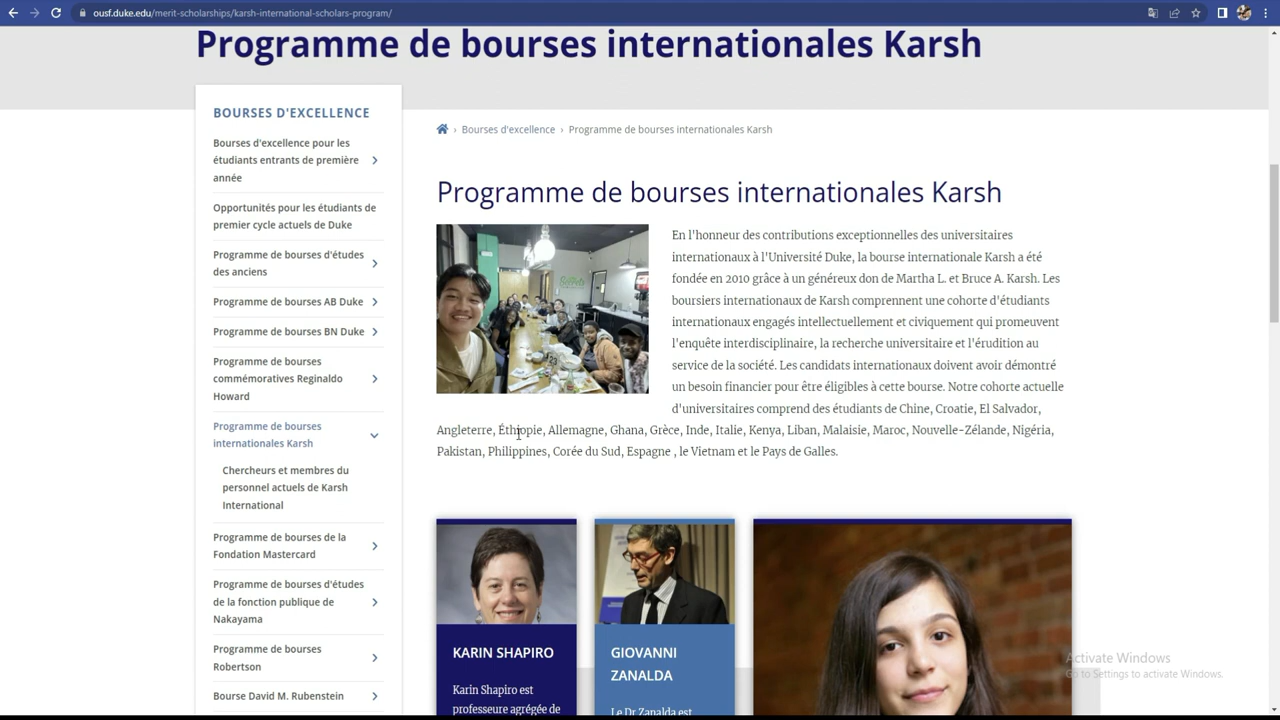 ousf.duke.edu/merit-scholarships/karsh-international-scholars-program/
Programme de bourses internationales Karsh
BOURSES D'EXCELLENCE
Bourses d'excellence pour les
étudiants entrants de première
année
Opportunités pour les étudiants de
premier cycle actuels de Duke
Programme de bourses d'études
des anciens
Programme de bourses AB Duke
Programme de bourses BN Duke
Programme de bourses
commémoratives Reginaldo
Howard
Programme de bourses
internationales Karsh
Chercheurs et membres du
personnel actuels de Karsh
International
Programme de bourses de la
Fondation Mastercard
Programme de bourses d'études
de la fonction publique de
Nakayama
Programme de bourses
Robertson
Bourse David M. Rubenstein
› Bourses d'excellence › Programme de bourses internationales Karsh
Programme de bourses internationales Karsh
En l'honneur des contributions exceptionnelles des universitaires
internationaux à l'Université Duke, la bourse internationale Karsh a été
fondée en 2010 grâce à un généreux don de Martha L. et Bruce A. Karsh. Les
boursiers internationaux de Karsh comprennent une cohorte d'étudiants
internationaux engagés intellectuellement et civiquement qui promeuvent
l'enquête interdisciplinaire, la recherche universitaire et l'érudition au
service de la société. Les candidats internationaux doivent avoir démontré
un besoin financier pour être éligibles à cette bourse. Notre cohorte actuelle
d'universitaires comprend des étudiants de Chine, Croatie, El Salvador,
Angleterre, Éthiopie, Allemagne, Ghana, Grèce, Inde, Italie, Kenya, Liban, Malaisie, Maroc, Nouvelle-Zélande, Nigéria,
Pakistan, Philippines, Corée du Sud, Espagne , le Vietnam et le Pays de Galles.
KARIN SHAPIRO
Karin Shapiro est
professeure agrégée de
GIOVANNI
ZANALDA
Le Dr Zanalda est
Activate Windows
Go to Settings to activate Windows.